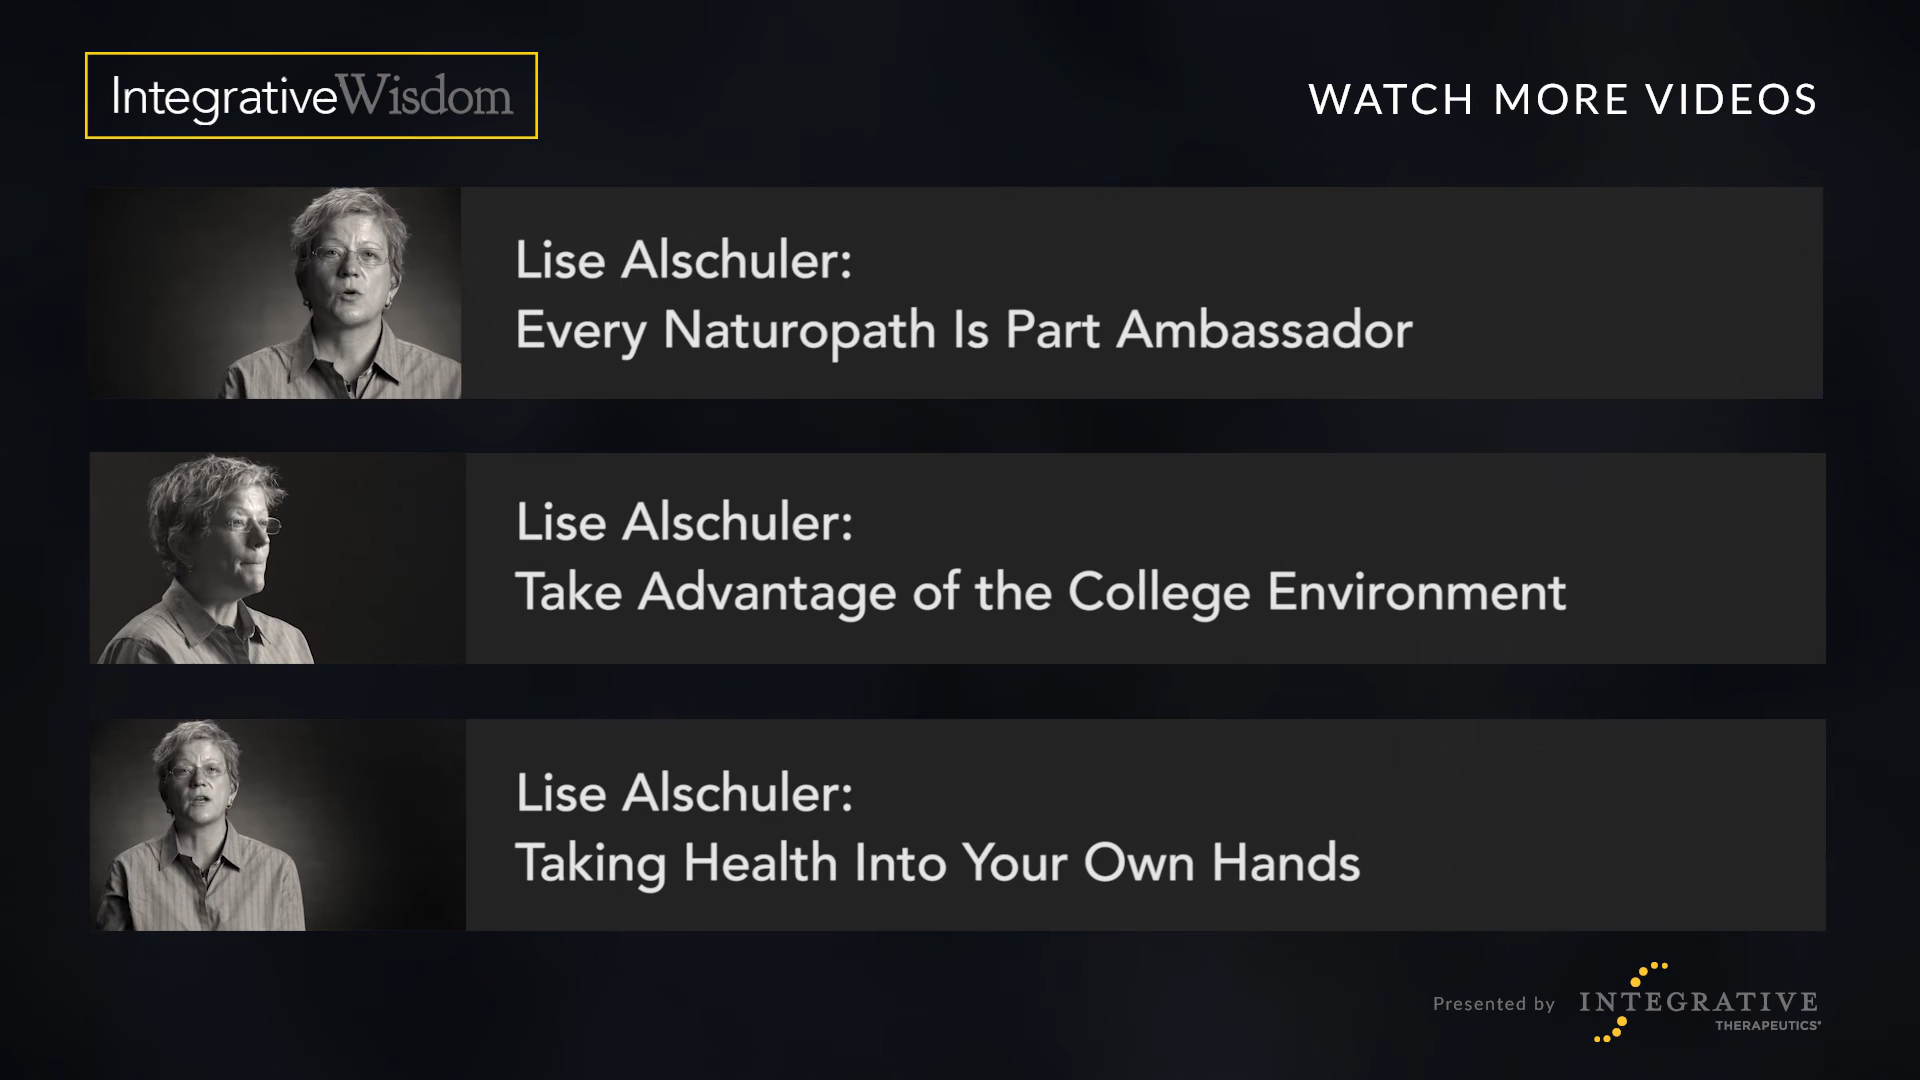 IntegrativeWisdom
WATCH MORE VIDEOS
Lise Alschuler:
Every Naturopath Is Part Ambassador
Lise Alschuler:
Take Advantage of the College Environment
Lise Alschuler:
Taking Health Into Your Own Hands
Presented by
INTEGRATIVE
THERAPEUTICS®